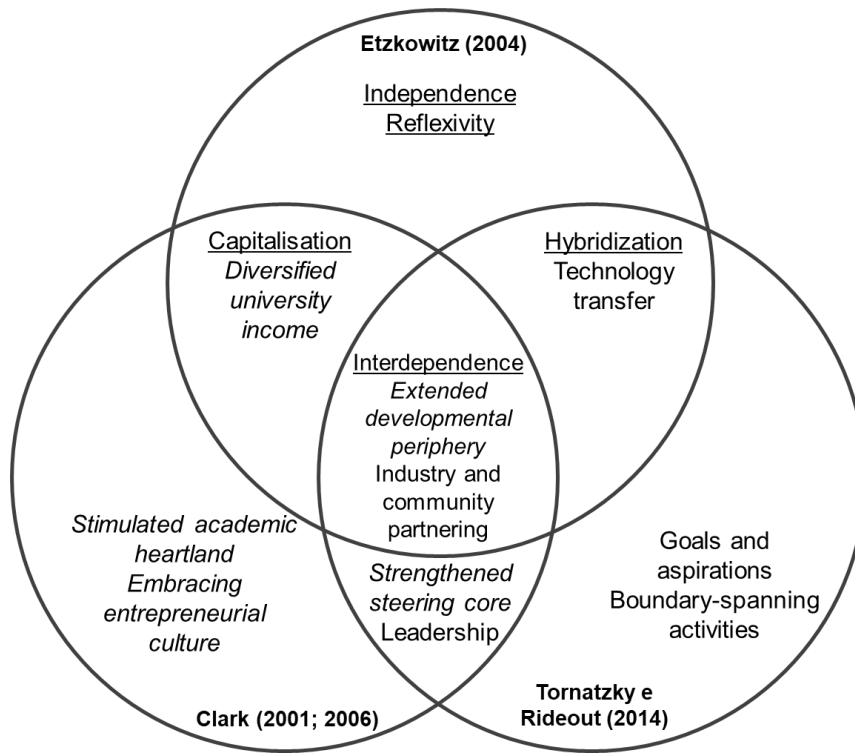 Etzkowitz (2004)
Independence
Reflexivity
Capitalisation
Diversified
university
income
Hybridization
Technology
transfer
Interdependence
Extended
developmental
periphery
Industry and
community
partnering
Stimulated academic
heartland
Embracing
entrepreneurial
culture
Strengthened
steering core
Leadership
Goals and
aspirations
Boundary-spanning
activities
Clark (2001; 2006)
Tornatzky e
Rideout (2014)